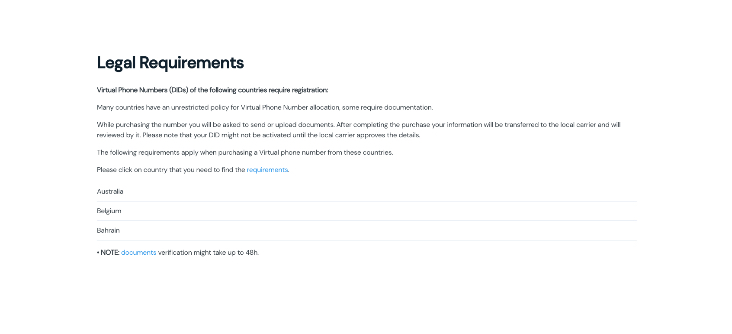 Legal Requirements
Virtual Phone Numbers (DIDs) of the following countries require registration:
Many countries have an unrestricted policy for Virtual Phone Number allocation, some require documentation.
While purchasing the number you will be asked to send or upload documents. After completing the purchase your information will be transferred to the local carrier and will
reviewed by it. Please note that your DID might not be activated until the local carrier approves the details.
The following requirements apply when purchasing a Virtual phone number from these countries.
Please click on country that you need to find the requirements.
Australia
Belgium
Bahrain
• NOTE: documents verification might take up to 48h.